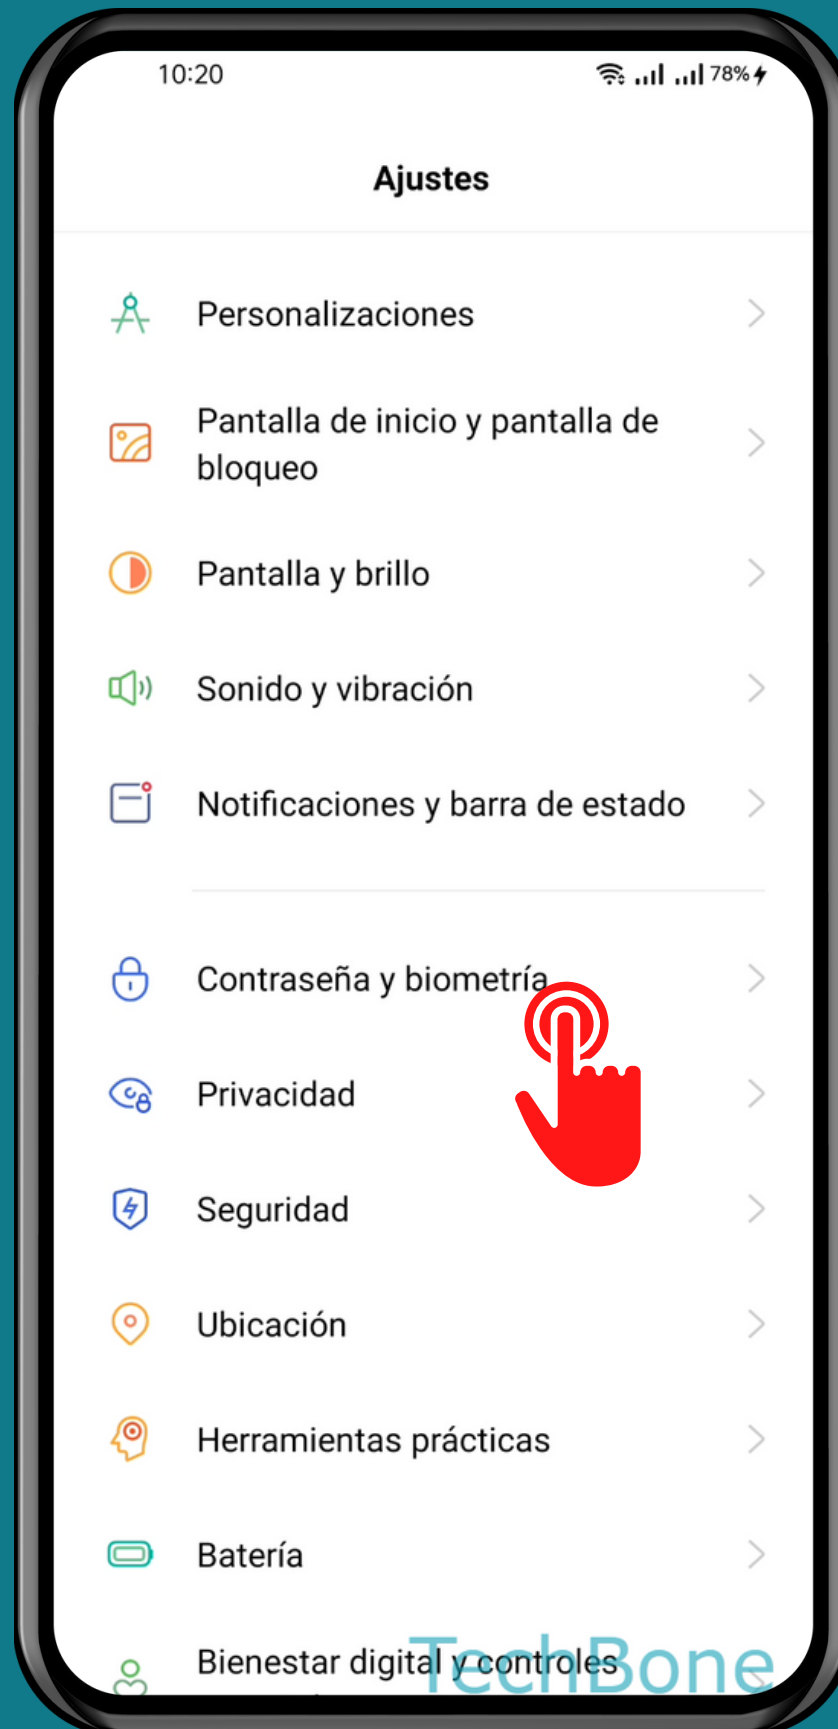 10:20
78%
Ajustes
Personalizaciones
Pantalla de inicio y pantalla de
bloqueo
Pantalla y brillo
Sonido y vibración
Notificaciones y barra de estado
Contraseña y biometría
Privacidad
Seguridad
Ubicación
Herramientas prácticas
Batería
Bienestar digital y controles
TechBone